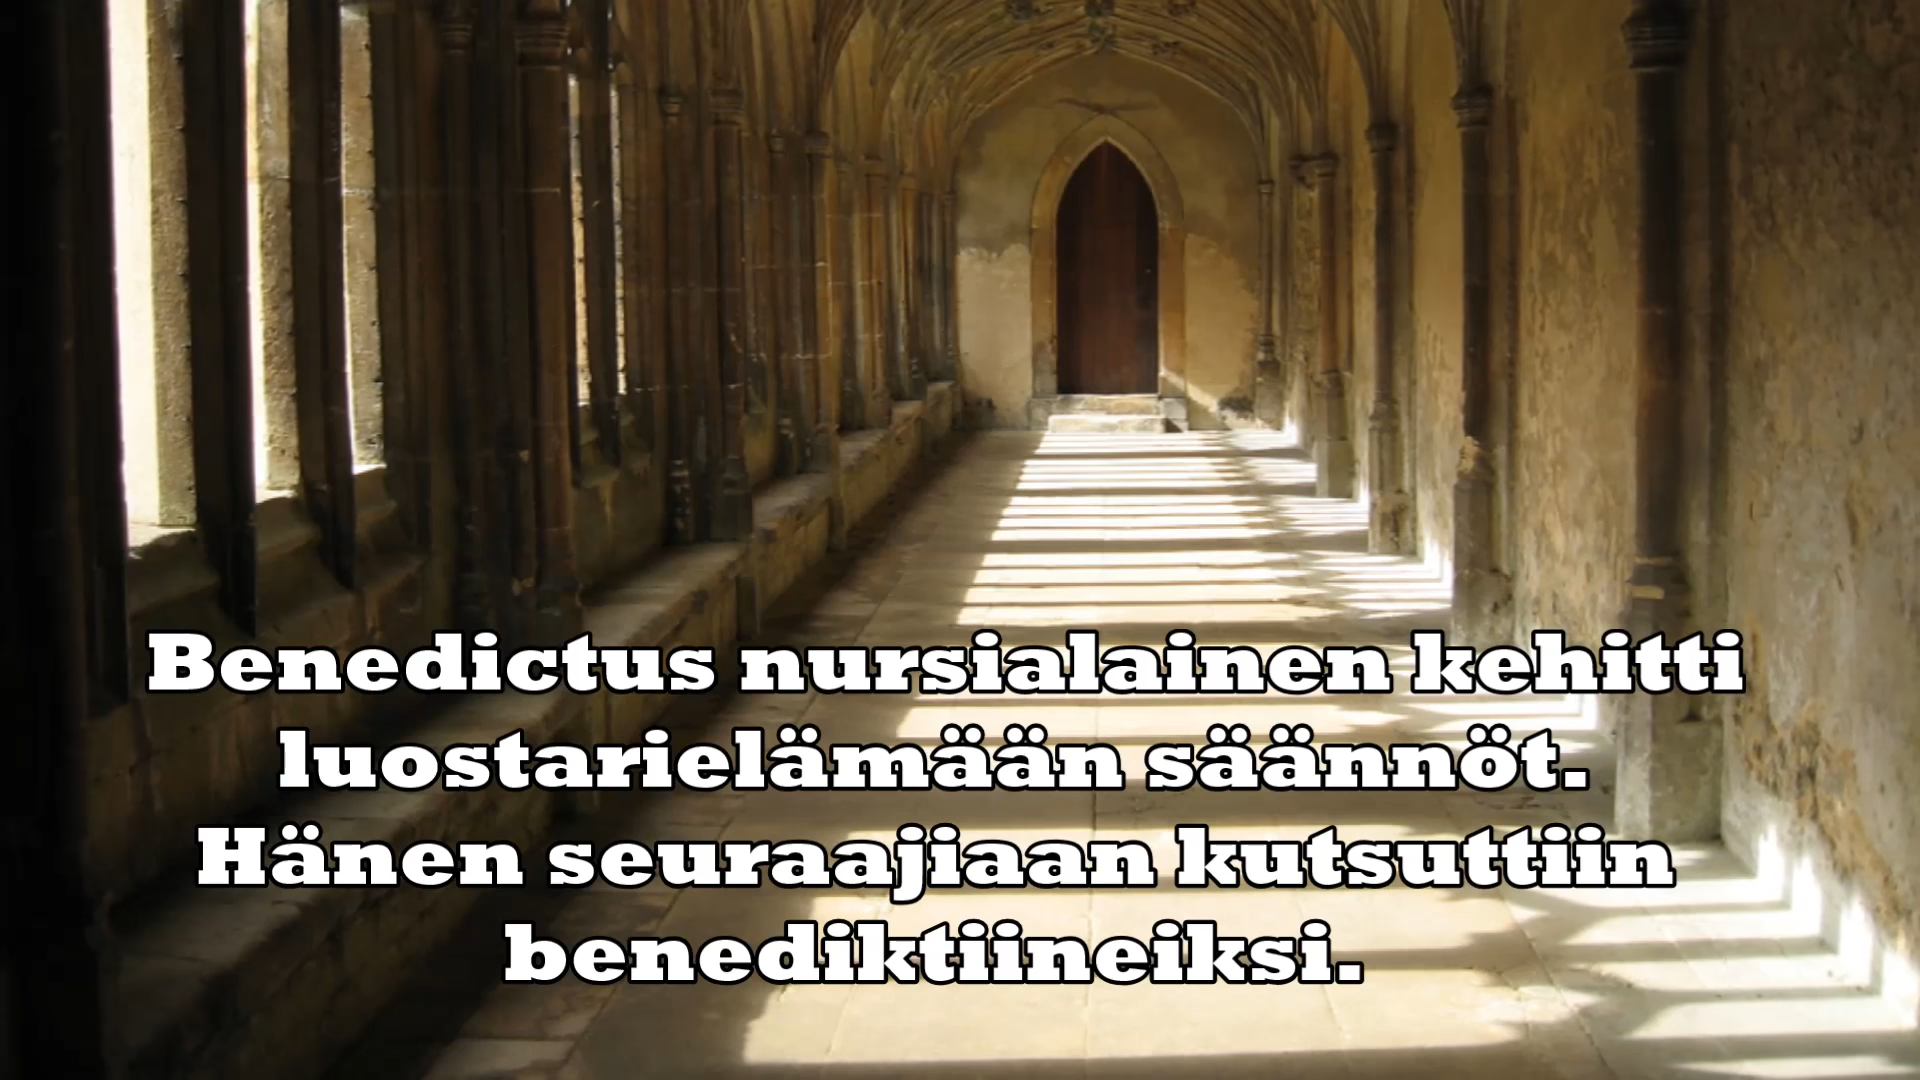 Benedictus nursialainen kehitti
luostarielämään säännöt.
Hänen seuraajiaan kutsuttiin
benediktiineiksi.